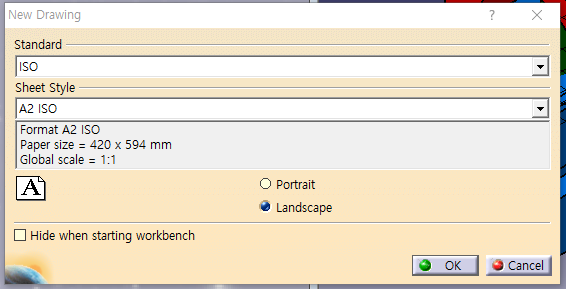 New Drawing
Standard
ISO
Sheet Style
A2 ISO
Format A2 ISO
Paper size = 420 x 594 mm
Global scale = 1:1
A
Portrait
Landscape
Hide when starting workbench
OK
Cancel